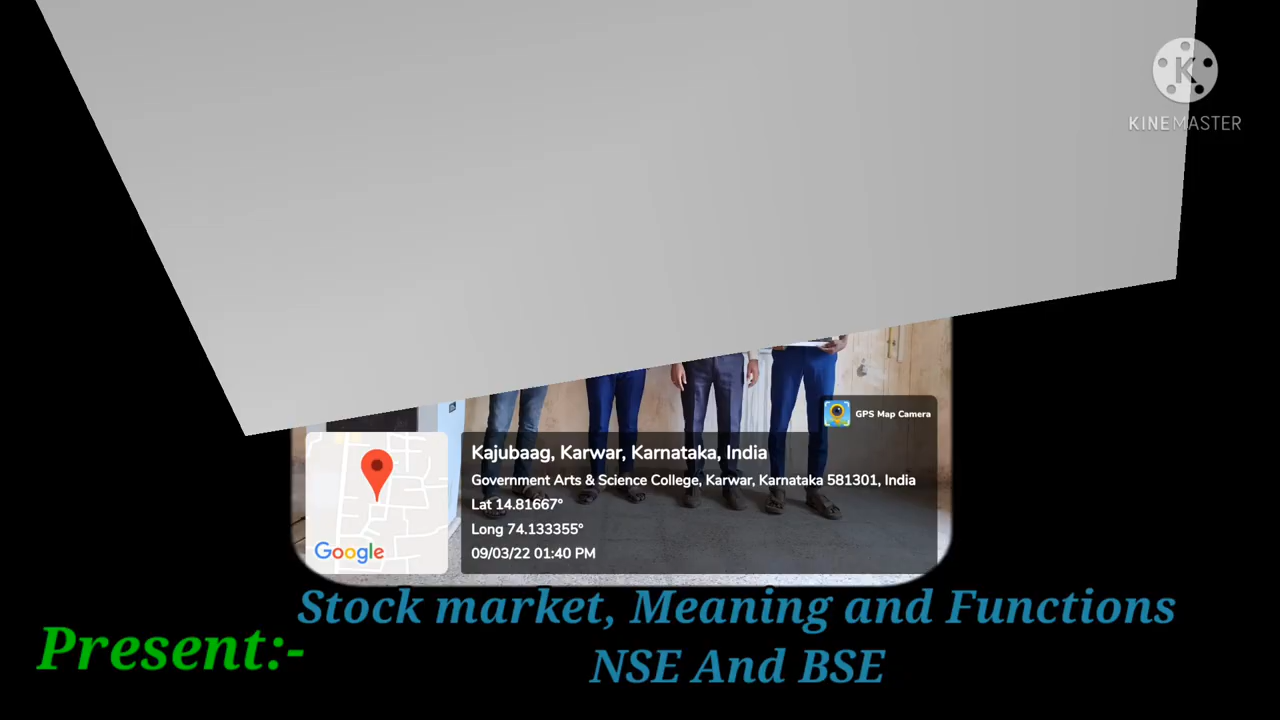 KINEMASTER
GPS Map Camera
Kajubaag, Karwar, Karnataka, India
Government Arts & Science College, Karwar, Karnataka 581301, India
Lat 14.81667°
Long 74.133355°
09/03/22 01:40 PM
Google
Stock market, Meaning and Functions
Present:-
NSE And BSE